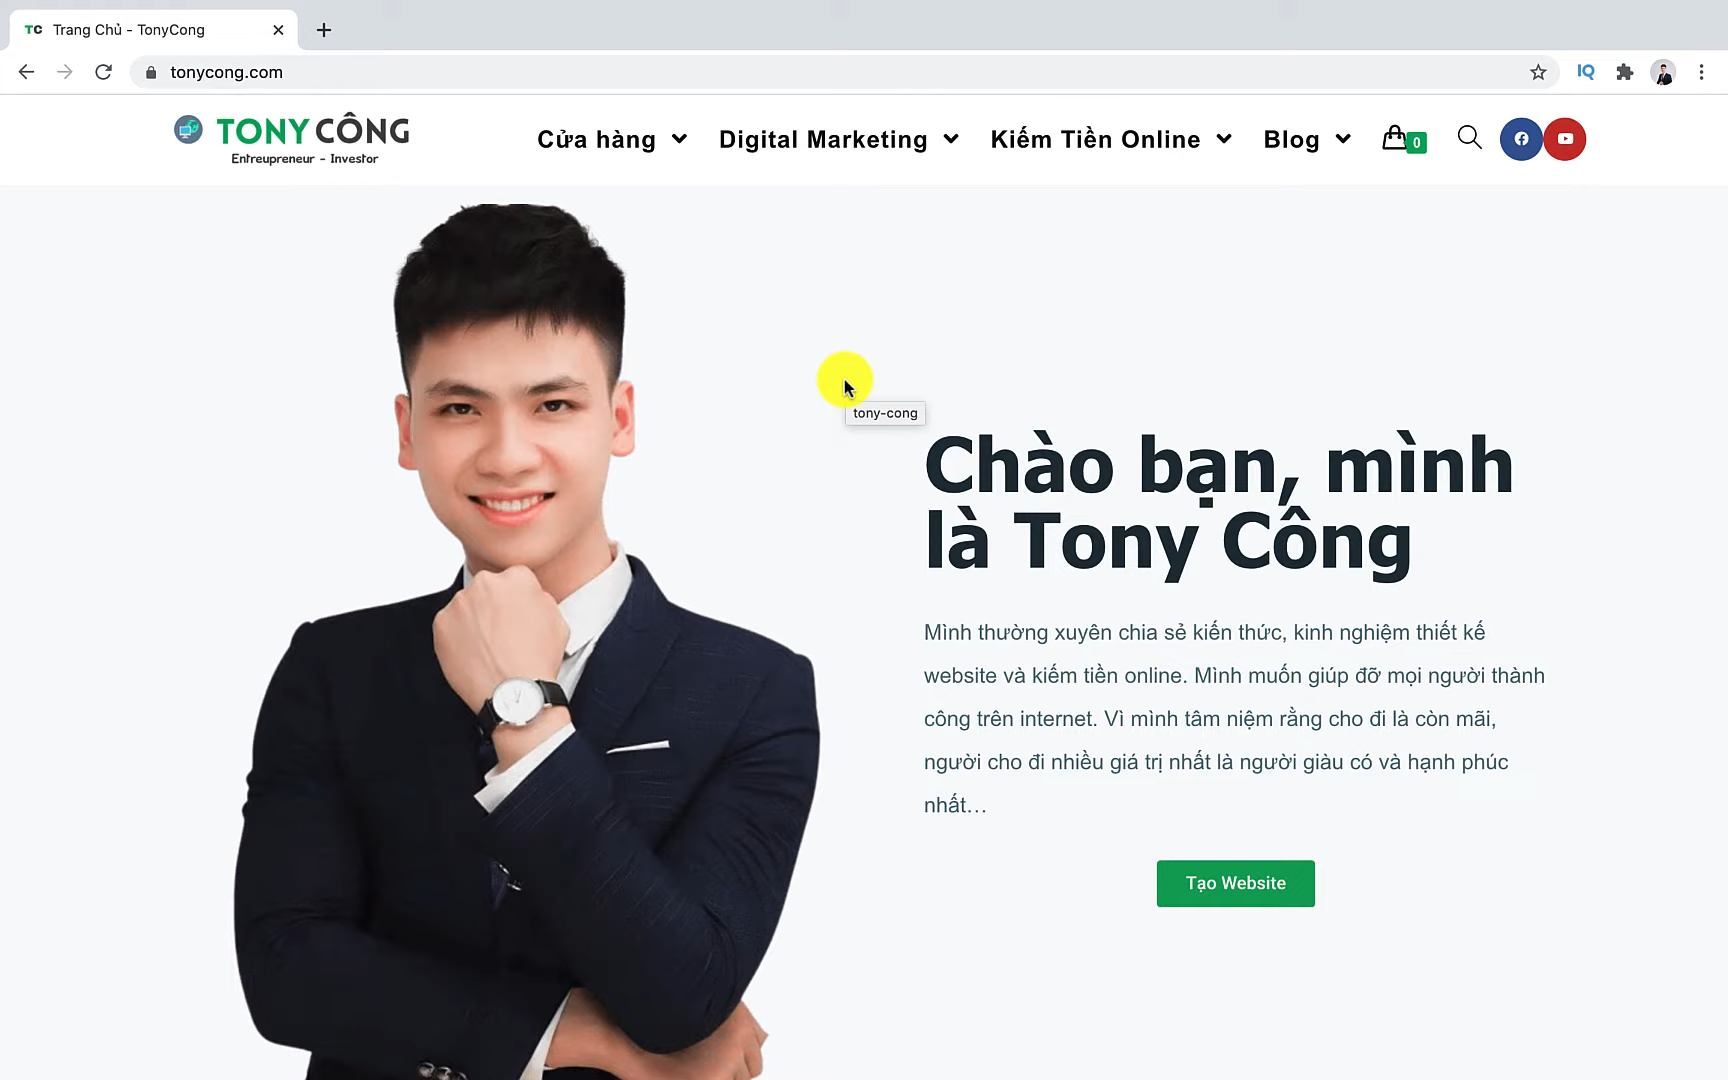 TC Trang Chủ - TonyCong
tonycong.com
IQ
TONY CÔNG
Entreupreneur - Investor
Cửa hàng
Digital Marketing
Kiếm Tiền Online
Blog
0
tony-cong
Chào bạn, mình
là Tony Công
Mình thường xuyên chia sẻ kiến thức, kinh nghiệm thiết kế
website và kiếm tiền online. Mình muốn giúp đỡ mọi người thành
công trên internet. Vì mình tâm niệm rằng cho đi là còn mãi,
người cho đi nhiều giá trị nhất là người giàu có và hạnh phúc
nhất…
Tạo Website